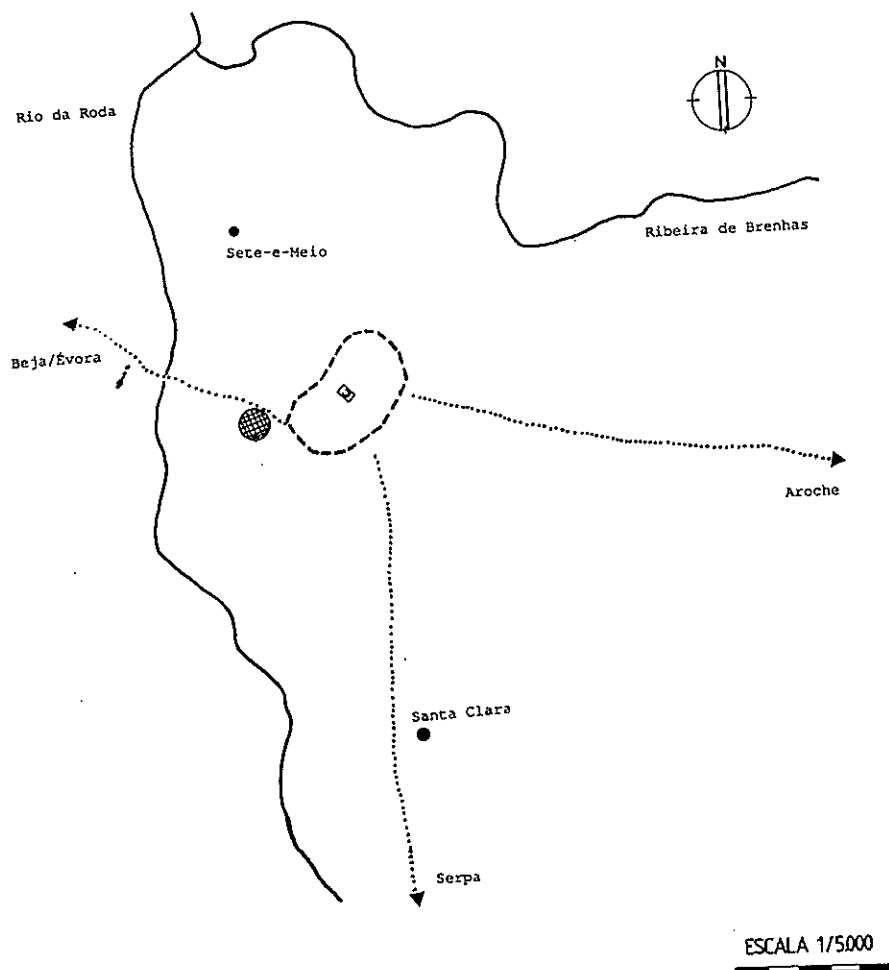 N
Rio da Roda
Ribeira de Brenhas
Sete-e-Meio
Beja/Évora
Aroche
Santa Clara
Serpa
ESCALA 1/5000